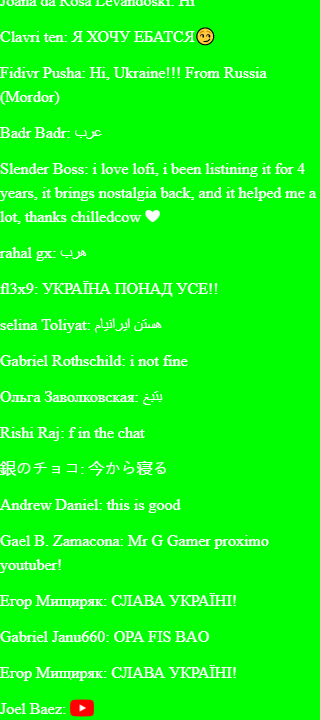 Joana da Rosa Levandoski: Hi
Clavri ten: Я ХОЧУ ЕБАТСЯ😏
Fidivr Pusha: Hi, Ukraine!!! From Russia
(Mordor)
Badr Badr: عرب
Slender Boss: i love lofi, i been listining it for 4
years, it brings nostalgia back, and it helped me a
lot, thanks chilledcow 🤍
rahal gx: هرب
fl3x9: УКРАЇНА ПОНАД УСЕ!!
selina Toliyat: هستن ایرانیام
Gabriel Rothschild: i not fine
Ольга Заволковская:
Rishi Raj: f in the chat
銀のチョコ: 今から寝る
Andrew Daniel: this is good
Gael B. Zamacona: Mr G Gamer proximo
youtuber!
Егор Мищиряк: СЛАВА УКРАЇНІ!
Gabriel Janu660: OPA FIS BAO
Егор Мищиряк: СЛАВА УКРАЇНІ!
Joel Baez: